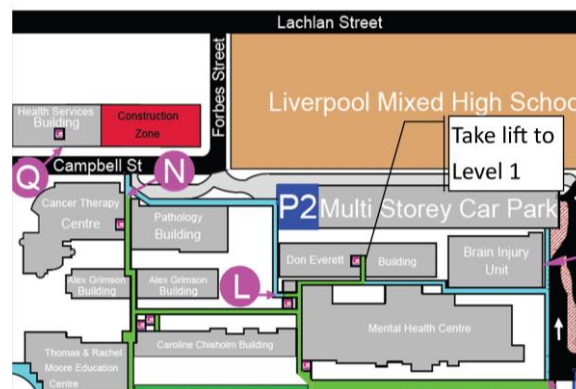 Lachlan Street
Forbes Street
Liverpool Mixed High Schoo
Health Services
Building
Construction
Zone
Take lift to
Level 1
Q
Campbell St
N
Cancer Therapy
Centre
Pathology
Building
P2 Multi Storey Car Park
Don Everett Building
Brain Injury
Unit
Alex Grimson
Building
Alex Grimson
Building
L
Mental Health Centre
Caroline Chisholm Building
Thomas & Rachel
Moore Education
Centre